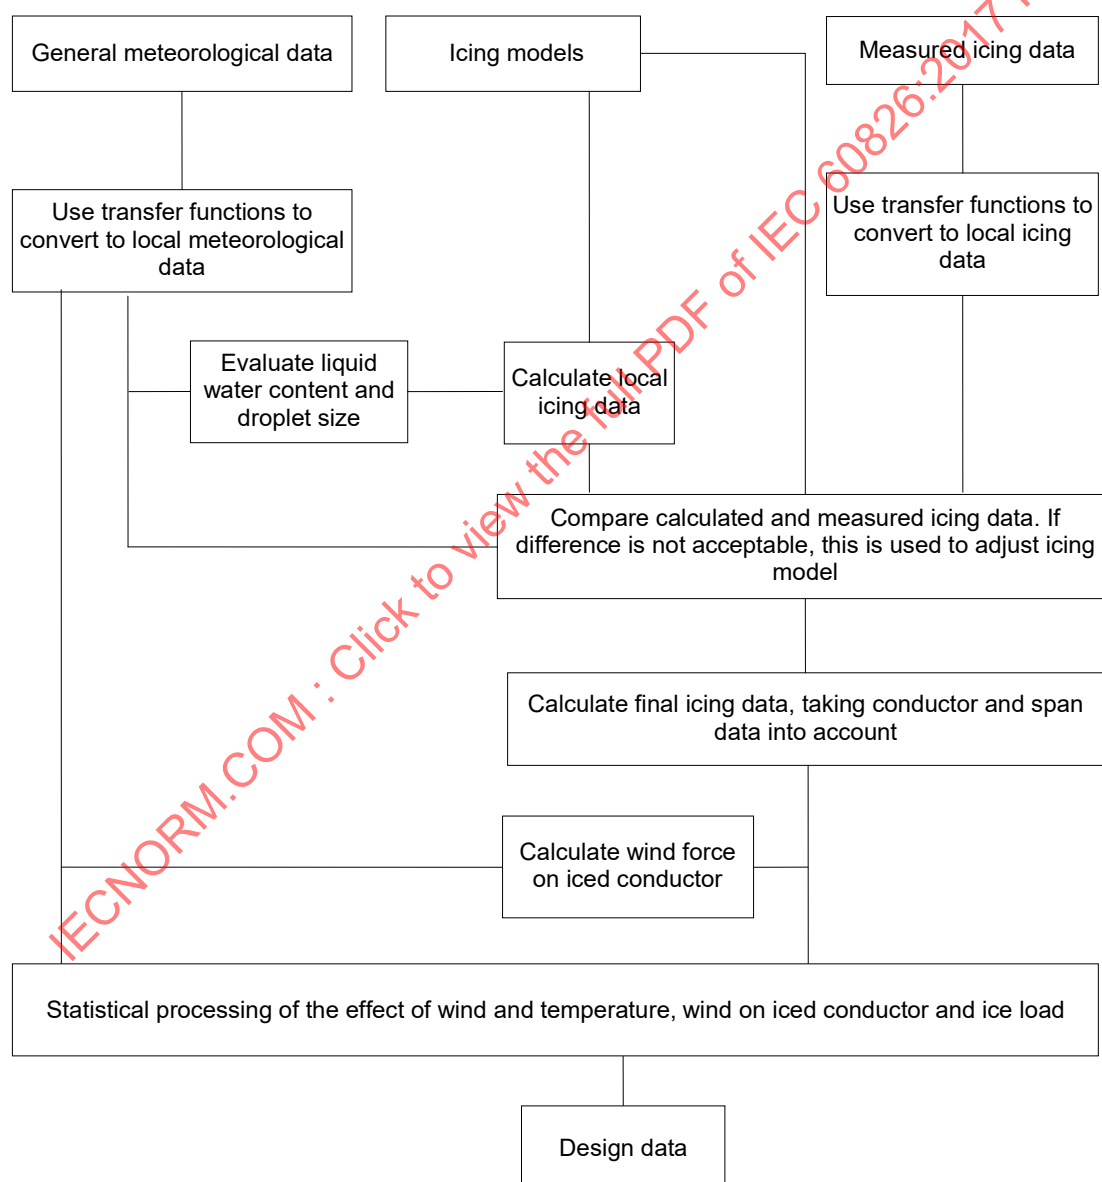 General meteorological data
Icing models
Measured icing data
Use transfer functions to
convert to local meteorological
data
Use transfer functions to
convert to local icing
data
Evaluate liquid
water content and
droplet size
Calculate local
icing data
Compare calculated and measured icing data. If
difference is not acceptable, this is used to adjust icing
model
Calculate final icing data, taking conductor and span
data into account
Calculate wind force
on iced conductor
Statistical processing of the effect of wind and temperature, wind on iced conductor and ice load
Design data
IECNORM.COM : Click to view the full PDF of IEC 60826:2017